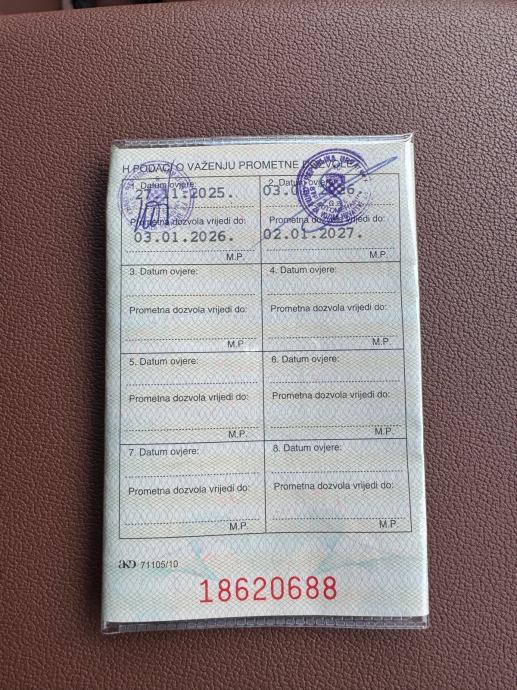 H PODACI O VAŽENJU PROMETNE DOZVOLE
1. Datum ovjere:
2. Datum ovjere:
Prometna dozvola vrijedi do:
Prometna dozvola vrijedi do:
03.01.2026.
02.01.2027.
M.P.
M.P.
3. Datum ovjere:
4. Datum ovjere:
Prometna dozvola vrijedi do:
Prometna dozvola vrijedi do:
M.P.
M.P.
5. Datum ovjere:
6. Datum ovjere:
Prometna dozvola vrijedi do:
Prometna dozvola vrijedi do:
M.P.
M.P.
7. Datum ovjere:
8. Datum ovjere:
Prometna dozvola vrijedi do:
Prometna dozvola vrijedi do:
M.P.
M.P.
AKD 71105/10
18620688